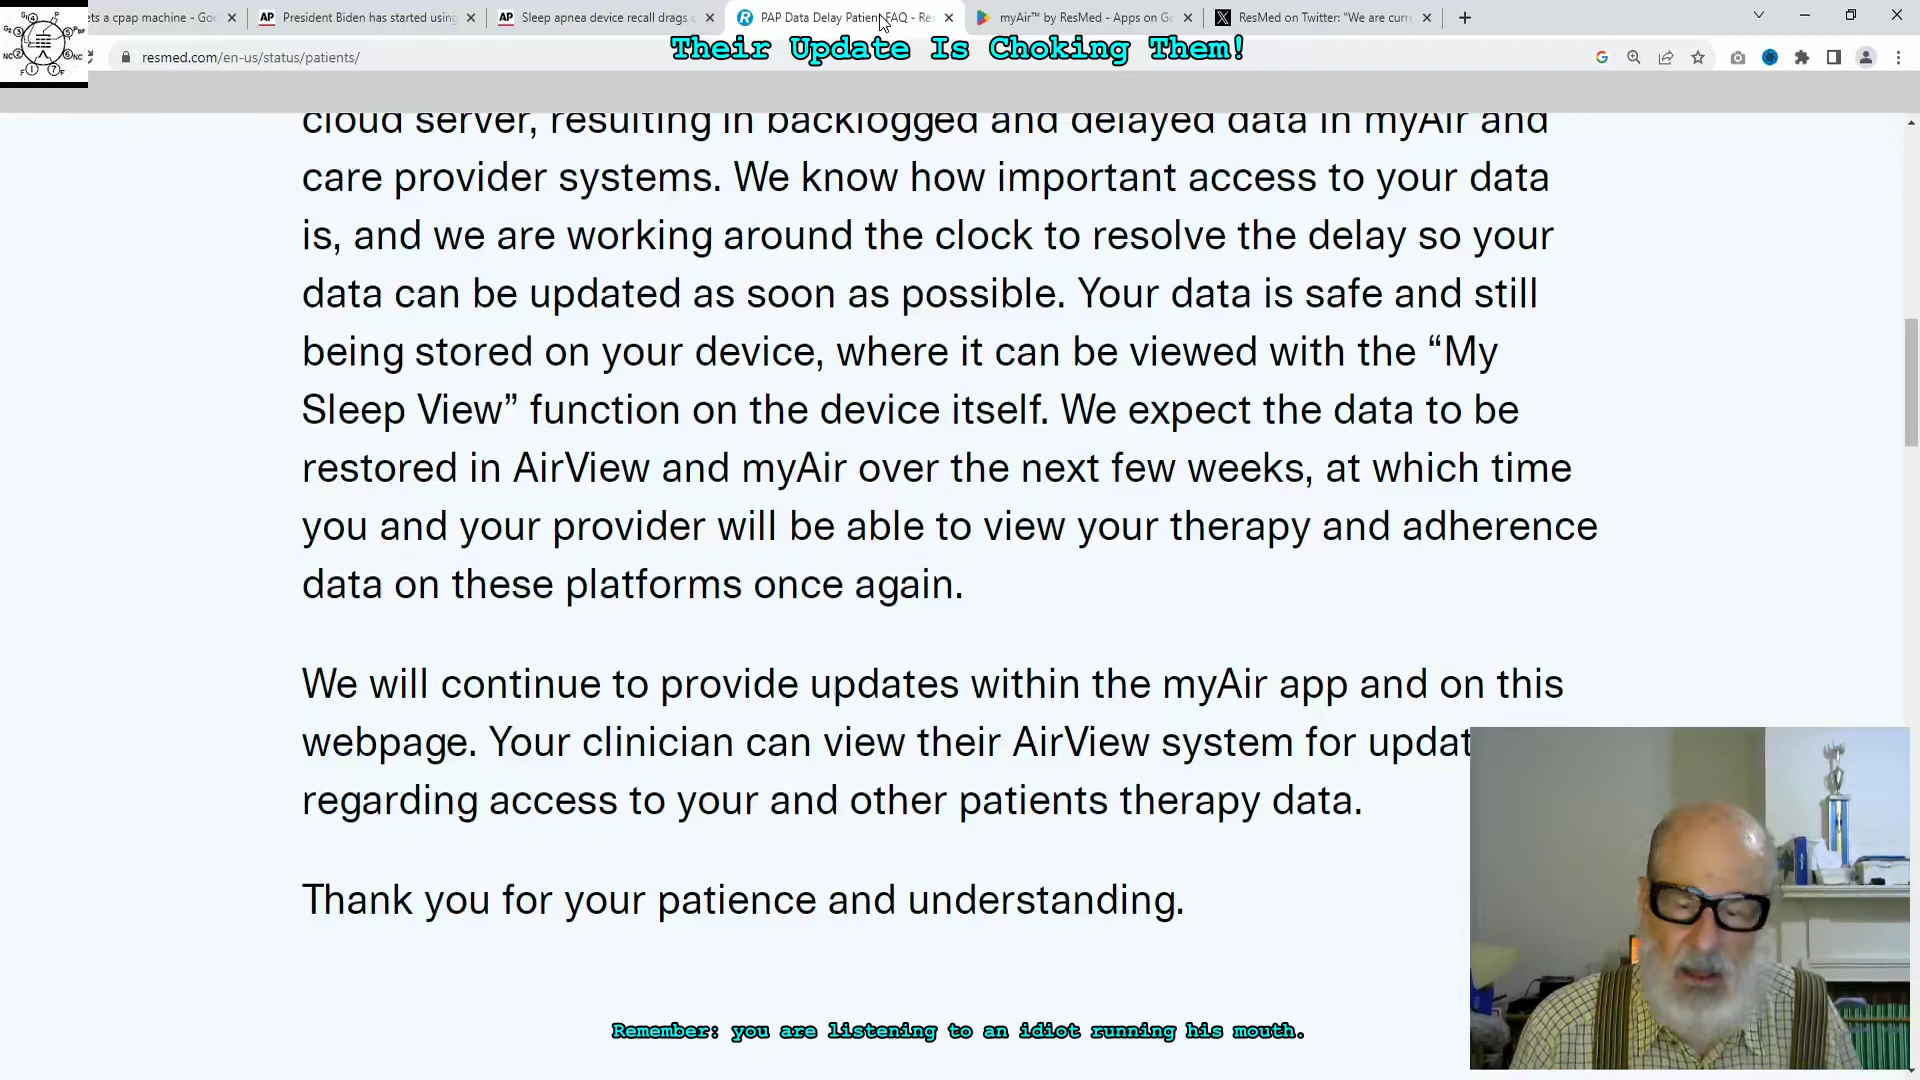 ets a cpap machine - Goo
President Biden has started using
Sleep apnea device recall drags o
PAP Data Delay Patient FAQ - Res
myAir™ by ResMed - Apps on Go
ResMed on Twitter: "We are curre
Their Update Is Choking Them!
resmed.com/en-us/status/patients/
cloud server, resulting in backlogged and delayed data in myAir and
care provider systems. We know how important access to your data
is, and we are working around the clock to resolve the delay so your
data can be updated as soon as possible. Your data is safe and still
being stored on your device, where it can be viewed with the “My
Sleep View” function on the device itself. We expect the data to be
restored in AirView and myAir over the next few weeks, at which time
you and your provider will be able to view your therapy and adherence
data on these platforms once again.
We will continue to provide updates within the myAir app and on this
webpage. Your clinician can view their AirView system for updat
regarding access to your and other patients therapy data.
Thank you for your patience and understanding.
Remember: you are listening to an idiot running his mouth.